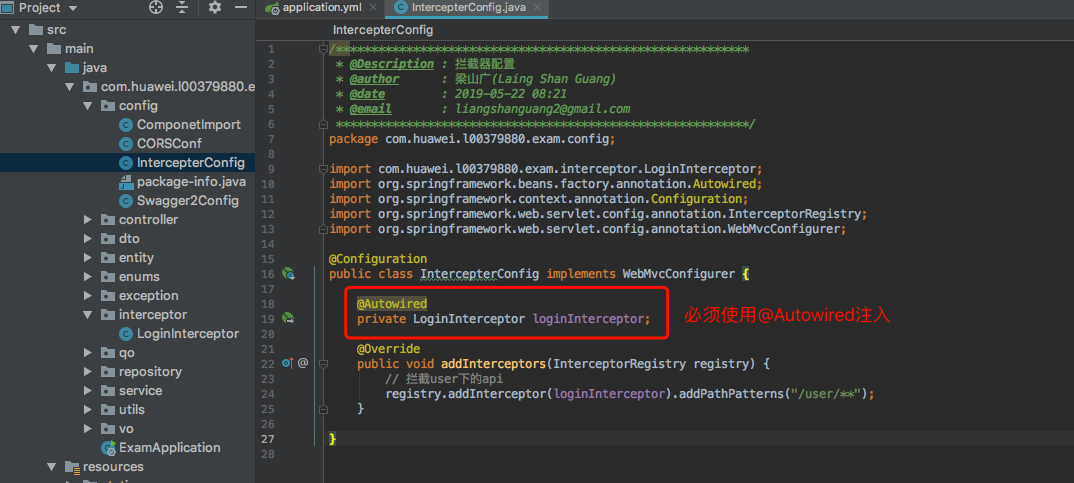 Project
application.yml
IntercepterConfig.java
src
main
java
com.huawei.l00379880.e
config
ComponetImport
CORSConf
IntercepterConfig
package-info.java
Swagger2Config
controller
dto
entity
enums
exception
interceptor
LoginInterceptor
qo
repository
service
utils
vo
ExamApplication
resources
IntercepterConfig
1 /***********************************************************
2 * @Description : 拦截器配置
3 * @author : 梁山广(Laing Shan Guang)
4 * @date : 2019-05-22 08:21
5 * @email : liangshanguang2@gmail.com
6 ***********************************************************/
7 package com.huawei.l00379880.exam.config;
8
9 import com.huawei.l00379880.exam.interceptor.LoginInterceptor;
10 import org.springframework.beans.factory.annotation.Autowired;
11 import org.springframework.context.annotation.Configuration;
12 import org.springframework.web.servlet.config.annotation.InterceptorRegistry;
13 import org.springframework.web.servlet.config.annotation.WebMvcConfigurer;
14
15 @Configuration
16 public class IntercepterConfig implements WebMvcConfigurer {
17
18 @Autowired
19 private LoginInterceptor loginInterceptor;
必须使用@Autowired注入
20
21 @Override
22 @ public void addInterceptors(InterceptorRegistry registry) {
23 // 拦截user下的api
24 registry.addInterceptor(loginInterceptor).addPathPatterns("/user/**");
25 }
26
27 }
28